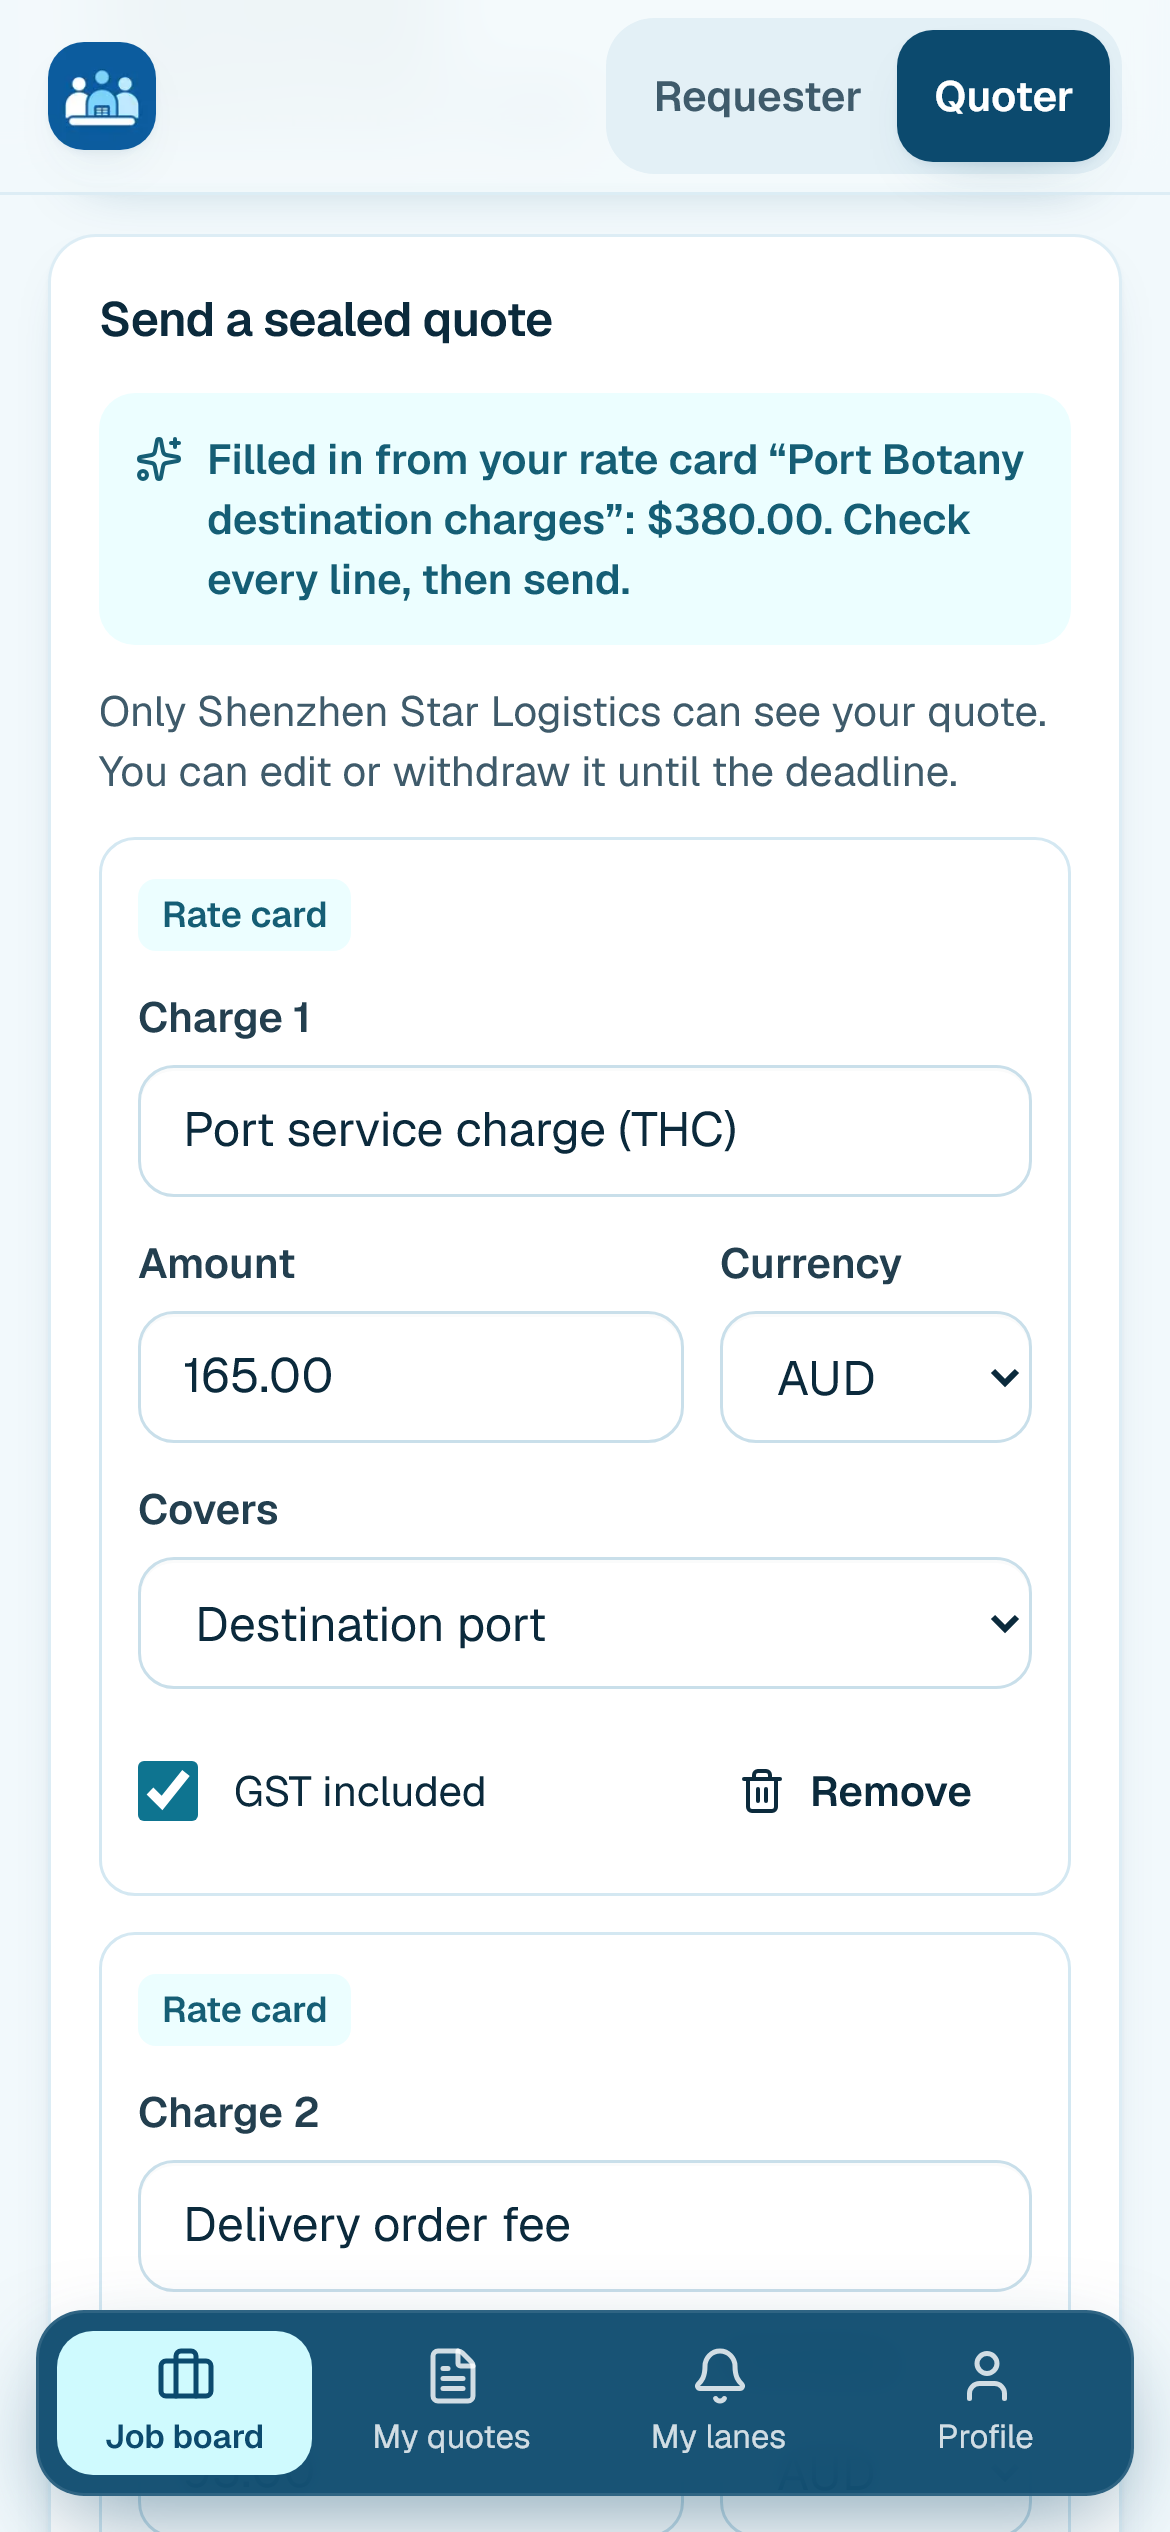 Requester
Quoter
Send a sealed quote
Filled in from your rate card “Port Botany
destination charges”: $380.00. Check
every line, then send.
Only Shenzhen Star Logistics can see your quote.
You can edit or withdraw it until the deadline.
Rate card
Charge 1
Port service charge (THC)
Amount
Currency
165.00
AUD
Covers
Destination port
GST included
Remove
Rate card
Charge 2
Delivery order fee
Job board
My quotes
My lanes
Profile
AUD